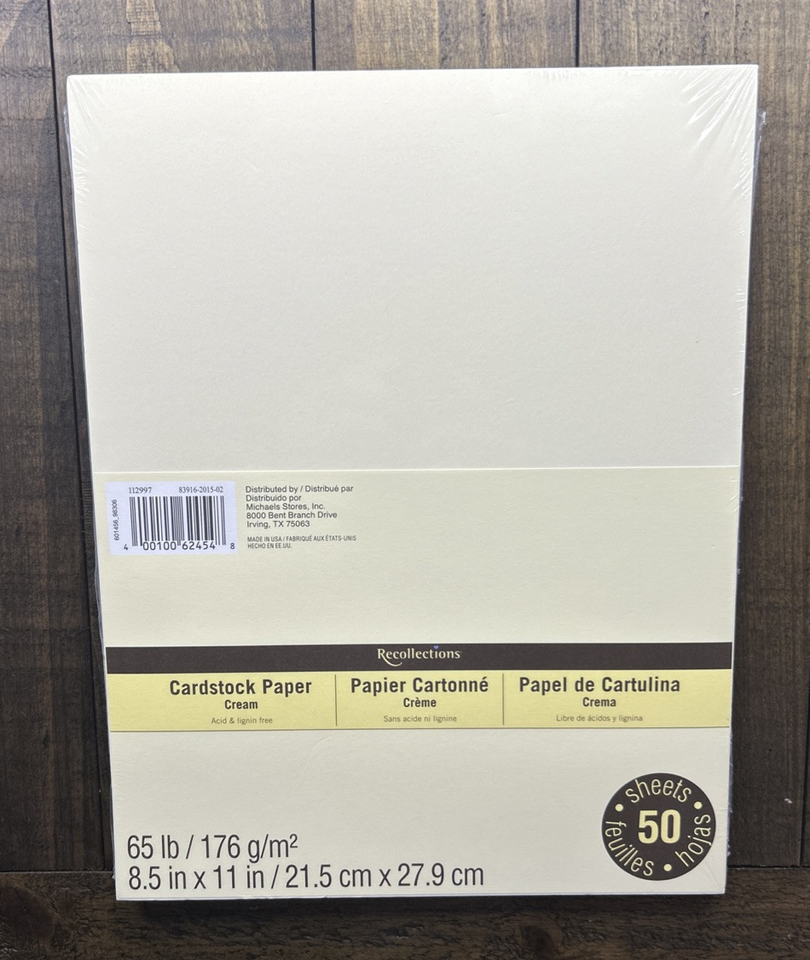 112997 83916-2015-02
601456_98306
4 00100 62454 8
Distributed by / Distribué par
Distribuido por
Michaels Stores, Inc.
8000 Bent Branch Drive
Irving, TX 75063
MADE IN USA / FABRIQUÉ AUX ÉTATS-UNIS
HECHO EN EE.UU.
Recollections
Cardstock Paper
Cream
Acid & lignin free
Papier Cartonné
Crème
Sans acide ni lignine
Papel de Cartulina
Crema
Libre de ácidos y lignina
sheets
50
feuilles • hojas
65 lb / 176 g/m²
8.5 in x 11 in / 21.5 cm x 27.9 cm